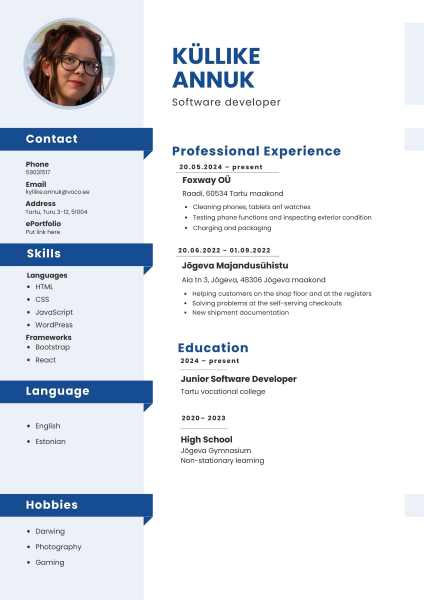 KÜLLIKE
ANNUK
Software developer
Contact
Phone
Email
kyllike.annuk@voco.ee
Address
Tartu, Turu 3-12, 51004
ePortfolio
Put link here
Skills
Languages
HTML
CSS
JavaScript
WordPress
Frameworks
Bootstrap
React
Language
English
Estonian
Hobbies
Darwing
Photography
Gaming
Professional Experience
20.05.2024 – present
Foxway OÜ
Raadi, 60534 Tartu maakond
Cleaning phones, tablets anf watches
Testing phone functions and inspecting exterior condition
Charging and packaging
20.06.2022 - 01.09.2022
Jõgeva Majandusühistu
Aia tn 3, Jõgeva, 48306 Jõgeva maakond
Helping customers on the shop floor and at the registers
Solving problems at the self-serving checkouts
New shipment documentation
Education
2024 – present
Junior Software Developer
Tartu vocational college
2020– 2023
High School
Jõgeva Gymnasium
Non-stationary learning